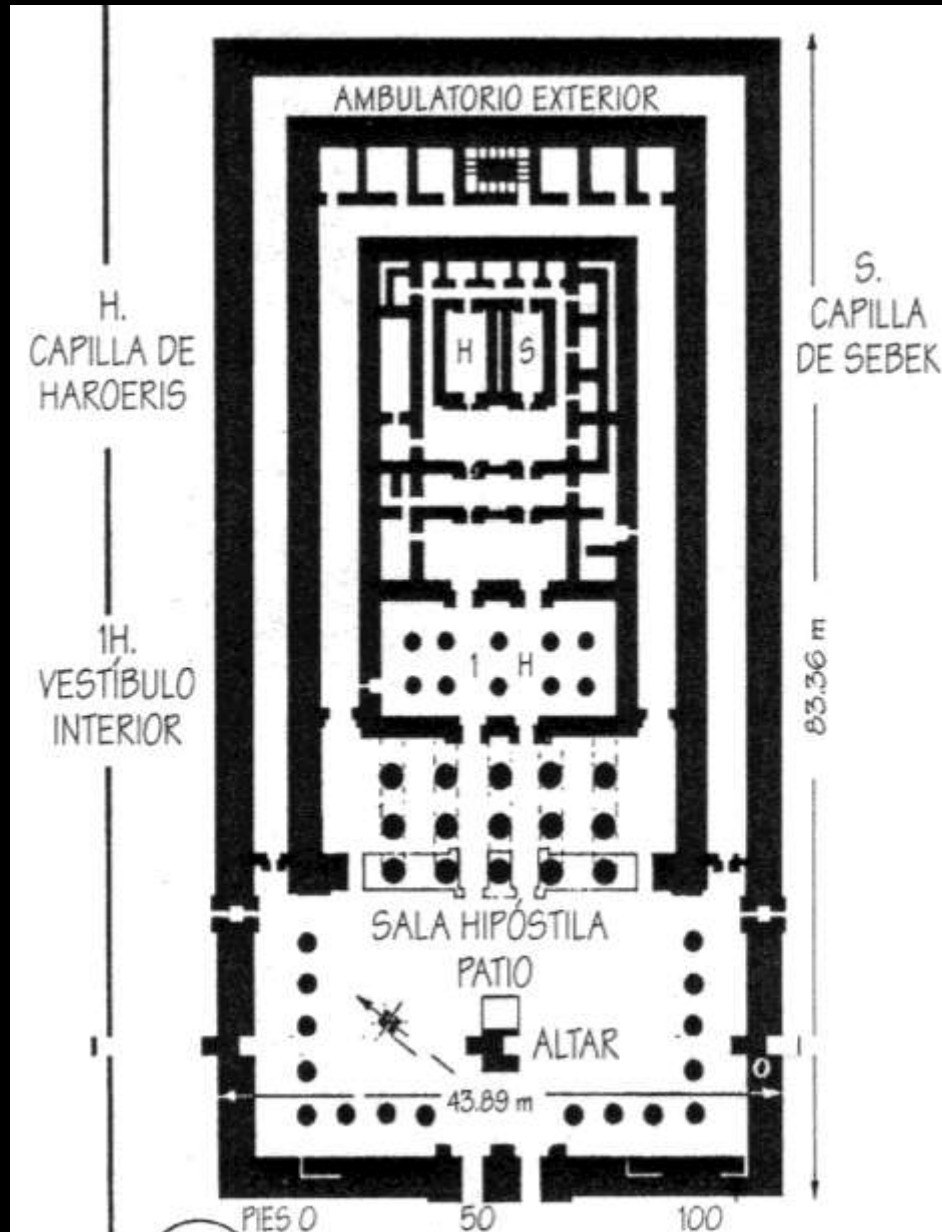 AMBULATORIO EXTERIOR
H.
CAPILLA DE
HAROERIS
S.
CAPILLA
DE SEBEK
H S
1H.
VESTÍBULO
INTERIOR
1 H
83.36 m
SALA HIPÓSTILA
PATIO
ALTAR
43.89 m
PIES 0 50 100